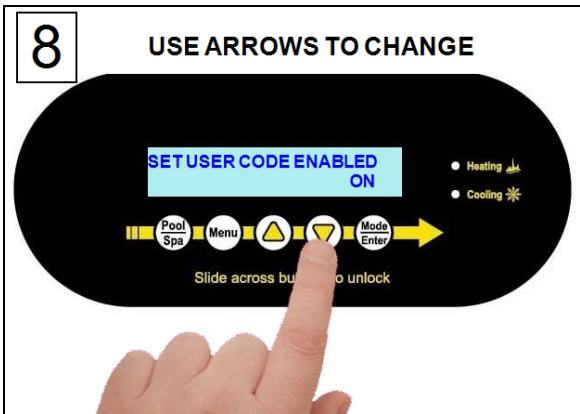 8
USE ARROWS TO CHANGE
SET USER CODE ENABLED
ON
Heating
Cooling
Pool
Spa
Menu
Mode
Enter
Slide across to unlock